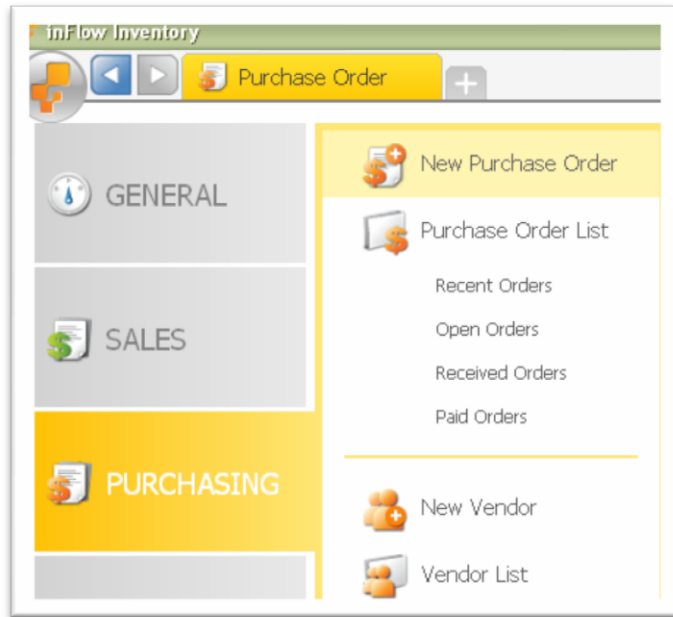 inFlow Inventory
Purchase Order
GENERAL
SALES
PURCHASING
New Purchase Order
Purchase Order List
Recent Orders
Open Orders
Received Orders
Paid Orders
New Vendor
Vendor List